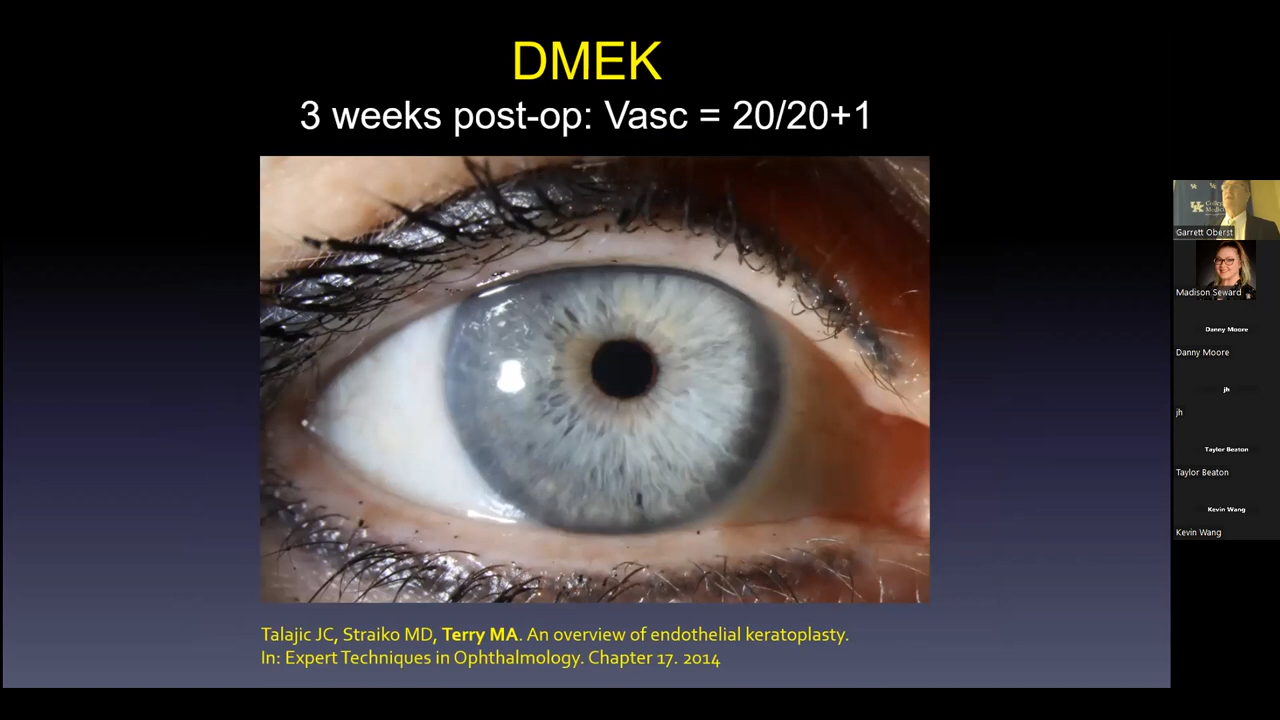 DMEK
3 weeks post-op: Vasc = 20/20+1
Talajic JC, Straiko MD, Terry MA. An overview of endothelial keratoplasty.
In: Expert Techniques in Ophthalmology. Chapter 17. 2014
Garrett Oberst
Madison Seward
Danny Moore
Danny Moore
jh
jh
Taylor Beaton
Taylor Beaton
Kevin Wang
Kevin Wang